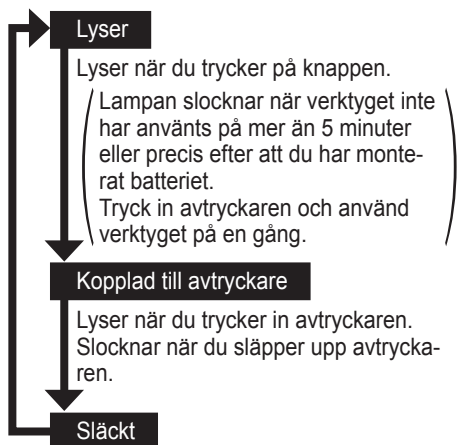 Lyser
Lyser när du trycker på knappen.
Lampan slocknar när verktyget inte
har använts på mer än 5 minuter
eller precis efter att du har monte-
rat batteriet.
Tryck in avtryckaren och använd
verktyget på en gång.
Kopplad till avtryckare
Lyser när du trycker in avtryckaren.
Slocknar när du släpper upp avtrycka-
ren.
Släckt